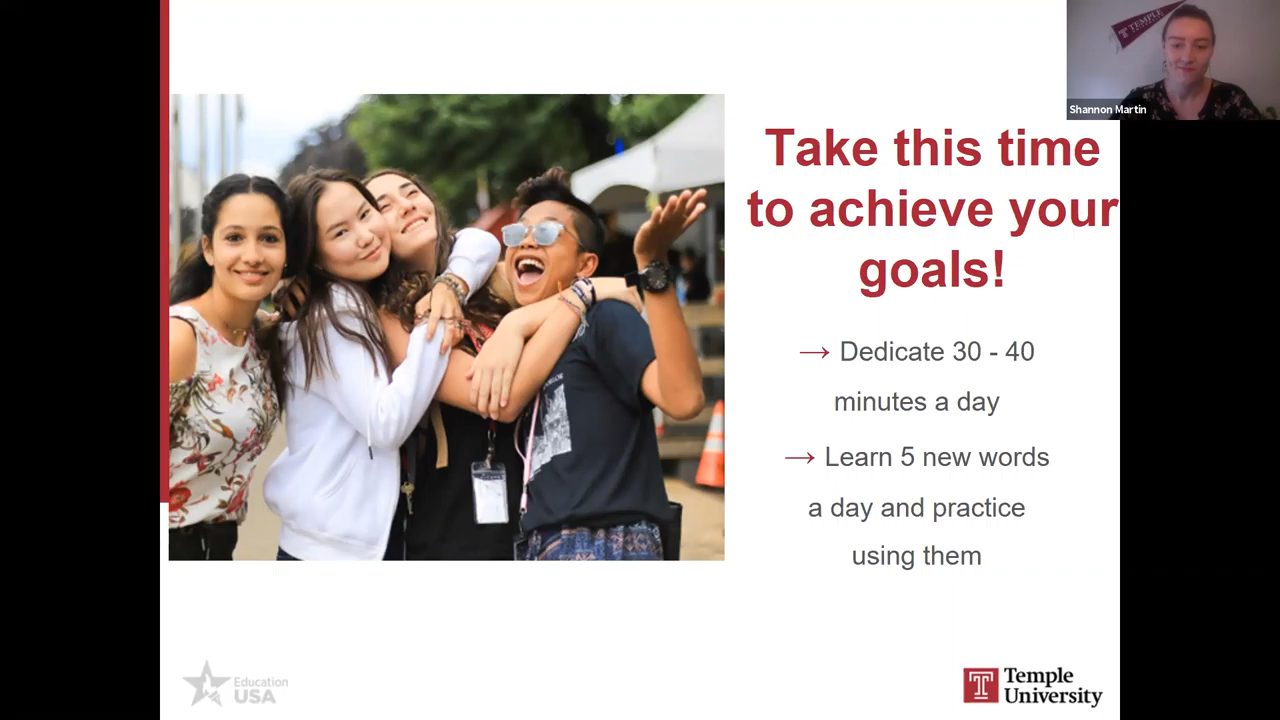 TEMPLE
Shannon Martin
Take this time
to achieve your
goals!
→ Dedicate 30 - 40
minutes a day
→ Learn 5 new words
a day and practice
using them
Education
USA
Temple
University